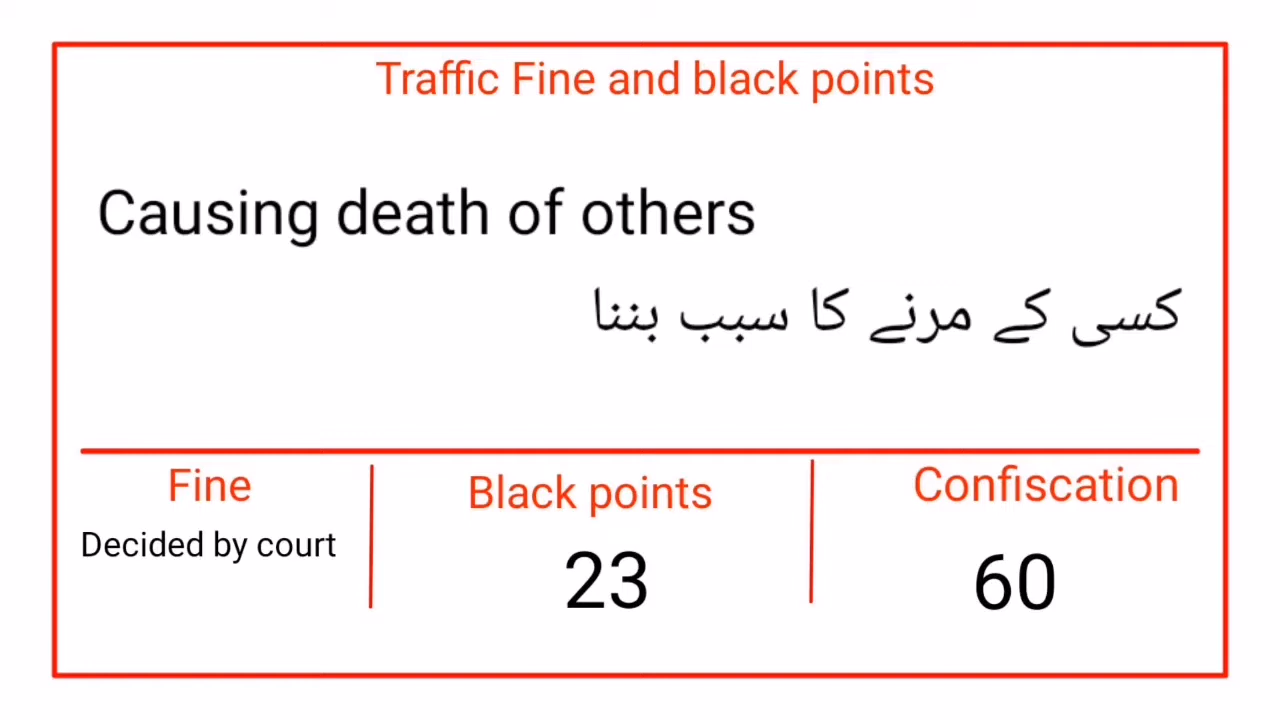 Traffic Fine and black points
Causing death of others
کسی کے مرنے کا سبب بننا
Fine
Black points
Confiscation
Decided by court
23
60